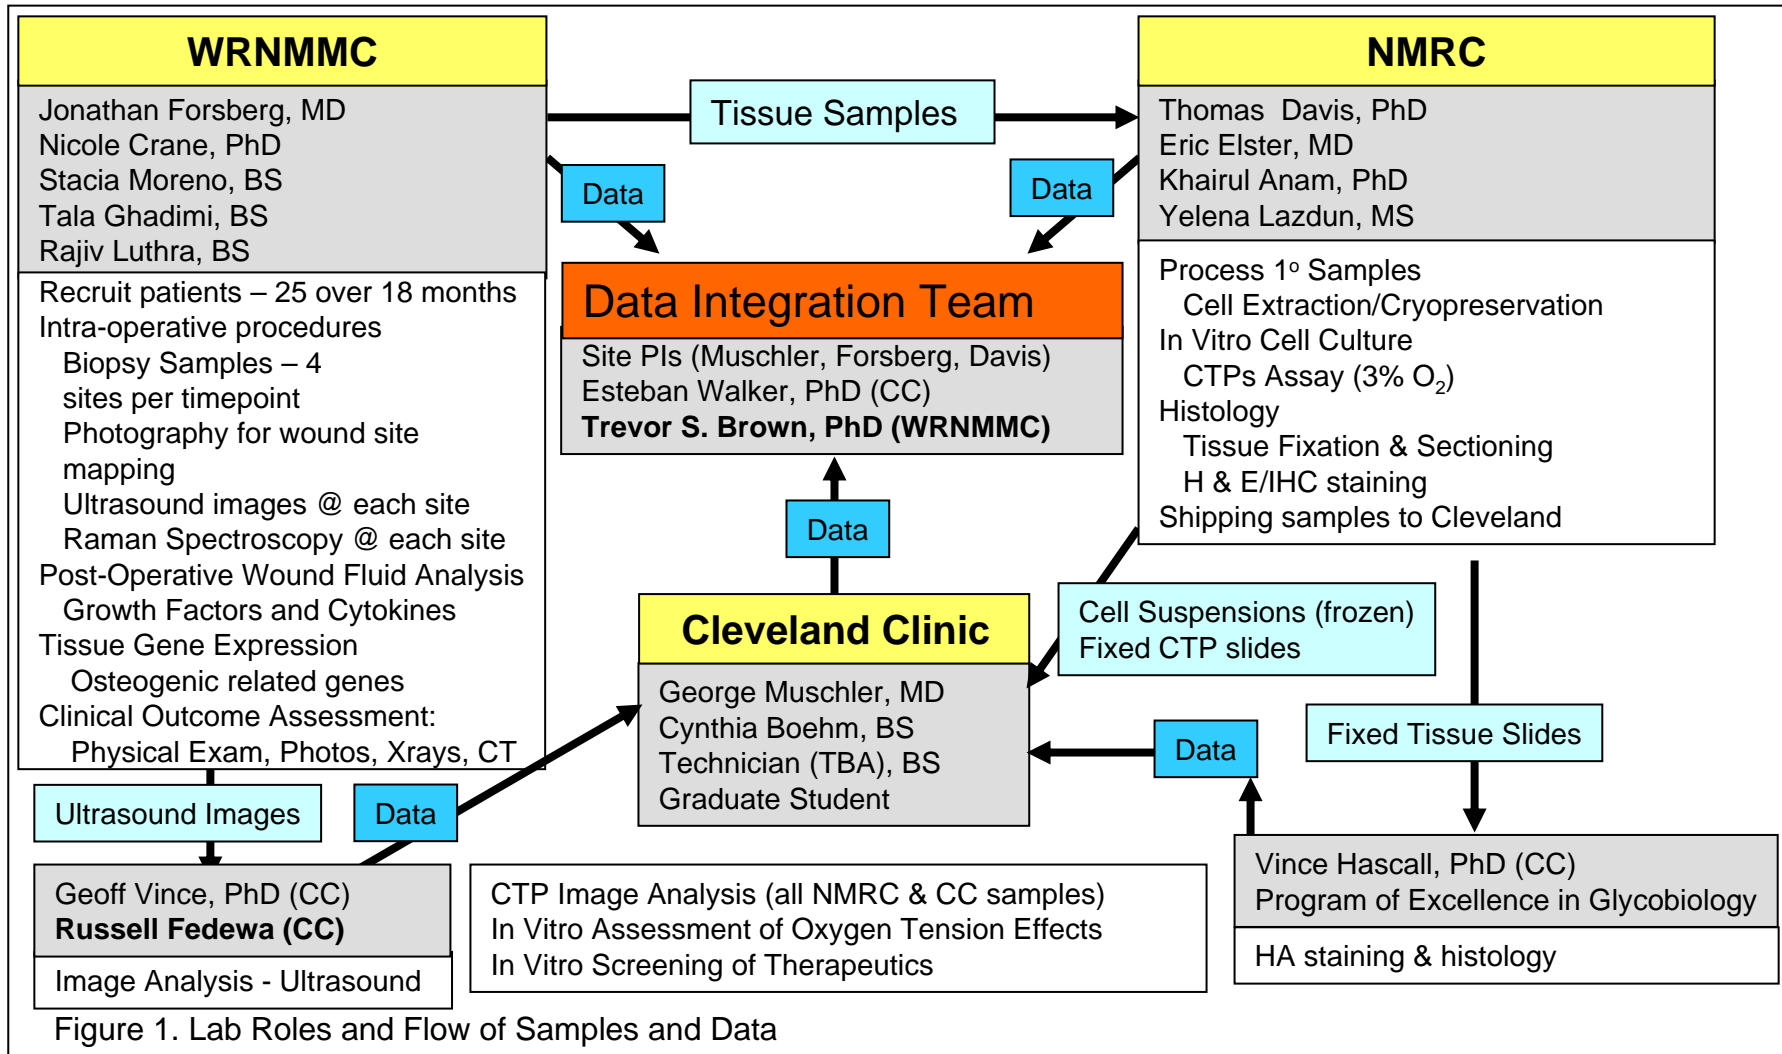 WRNMMC
Jonathan Forsberg, MD
Nicole Crane, PhD
Stacia Moreno, BS
Tala Ghadimi, BS
Rajiv Luthra, BS
Recruit patients – 25 over 18 months
Intra-operative procedures
Biopsy Samples – 4
sites per timepoint
Photography for wound site
mapping
Ultrasound images @ each site
Raman Spectroscopy @ each site
Post-Operative Wound Fluid Analysis
Growth Factors and Cytokines
Tissue Gene Expression
Osteogenic related genes
Clinical Outcome Assessment:
Physical Exam, Photos, Xrays, CT
Tissue Samples
NMRC
Thomas Davis, PhD
Eric Elster, MD
Khairul Anam, PhD
Yelena Lazdun, MS
Process 1º Samples
Cell Extraction/Cryopreservation
In Vitro Cell Culture
CTPs Assay (3% O₂)
Histology
Tissue Fixation & Sectioning
H & E/IHC staining
Shipping samples to Cleveland
Data
Data
Data Integration Team
Site PIs (Muschler, Forsberg, Davis)
Esteban Walker, PhD (CC)
Trevor S. Brown, PhD (WRNMMC)
Data
Cleveland Clinic
George Muschler, MD
Cynthia Boehm, BS
Technician (TBA), BS
Graduate Student
Cell Suspensions (frozen)
Fixed CTP slides
Fixed Tissue Slides
Data
Ultrasound Images
Data
Geoff Vince, PhD (CC)
Russell Fedewa (CC)
Image Analysis - Ultrasound
CTP Image Analysis (all NMRC & CC samples)
In Vitro Assessment of Oxygen Tension Effects
In Vitro Screening of Therapeutics
Vince Hascall, PhD (CC)
Program of Excellence in Glycobiology
HA staining & histology
Figure 1. Lab Roles and Flow of Samples and Data